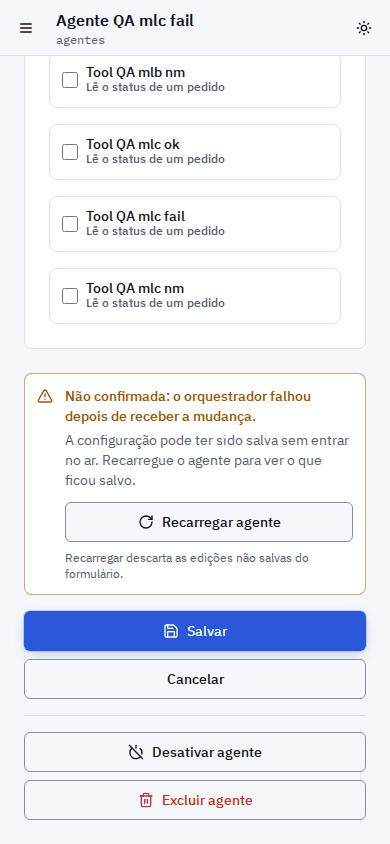 Agente QA mlc fail
agentes
Tool QA mlb nm
Lê o status de um pedido
Tool QA mlc ok
Lê o status de um pedido
Tool QA mlc fail
Lê o status de um pedido
Tool QA mlc nm
Lê o status de um pedido
Não confirmada: o orquestrador falhou
depois de receber a mudança.
A configuração pode ter sido salva sem entrar
no ar. Recarregue o agente para ver o que
ficou salvo.
Recarregar agente
Recarregar descarta as edições não salvas do
formulário.
Salvar
Cancelar
Desativar agente
Excluir agente